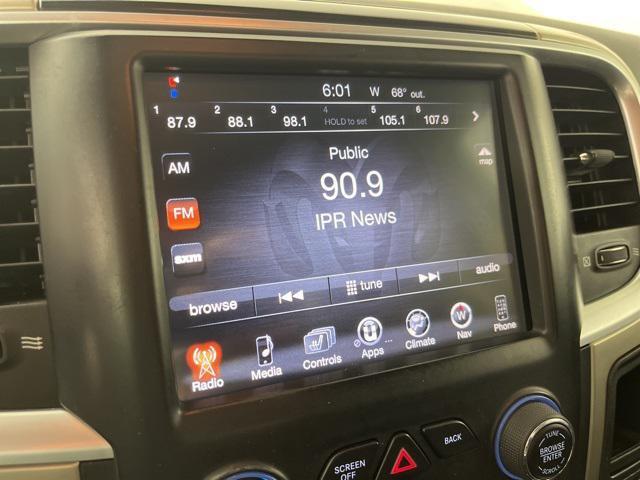 6:01 W 68° out.
1 2 3 4 5 6
87.9 88.1 98.1 HOLD to set 105.1 107.9
Public
map
AM
90.9
FM
IPR News
sxm
browse tune audio
Radio Media Controls Apps Climate Nav Phone
W
SCREEN
OFF
BACK
TUNE
BROWSE
ENTER
SCROLL